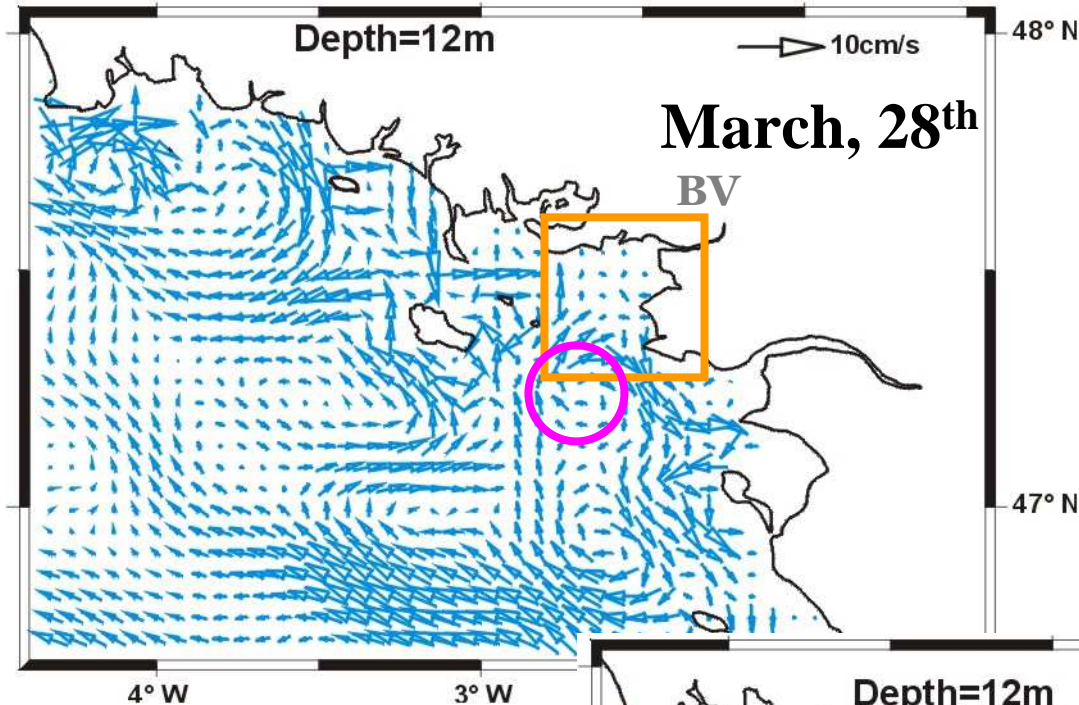 Depth=12m
10cm/s
48° N
March, 28th
BV
47° N
4° W
3° W
Depth=12m